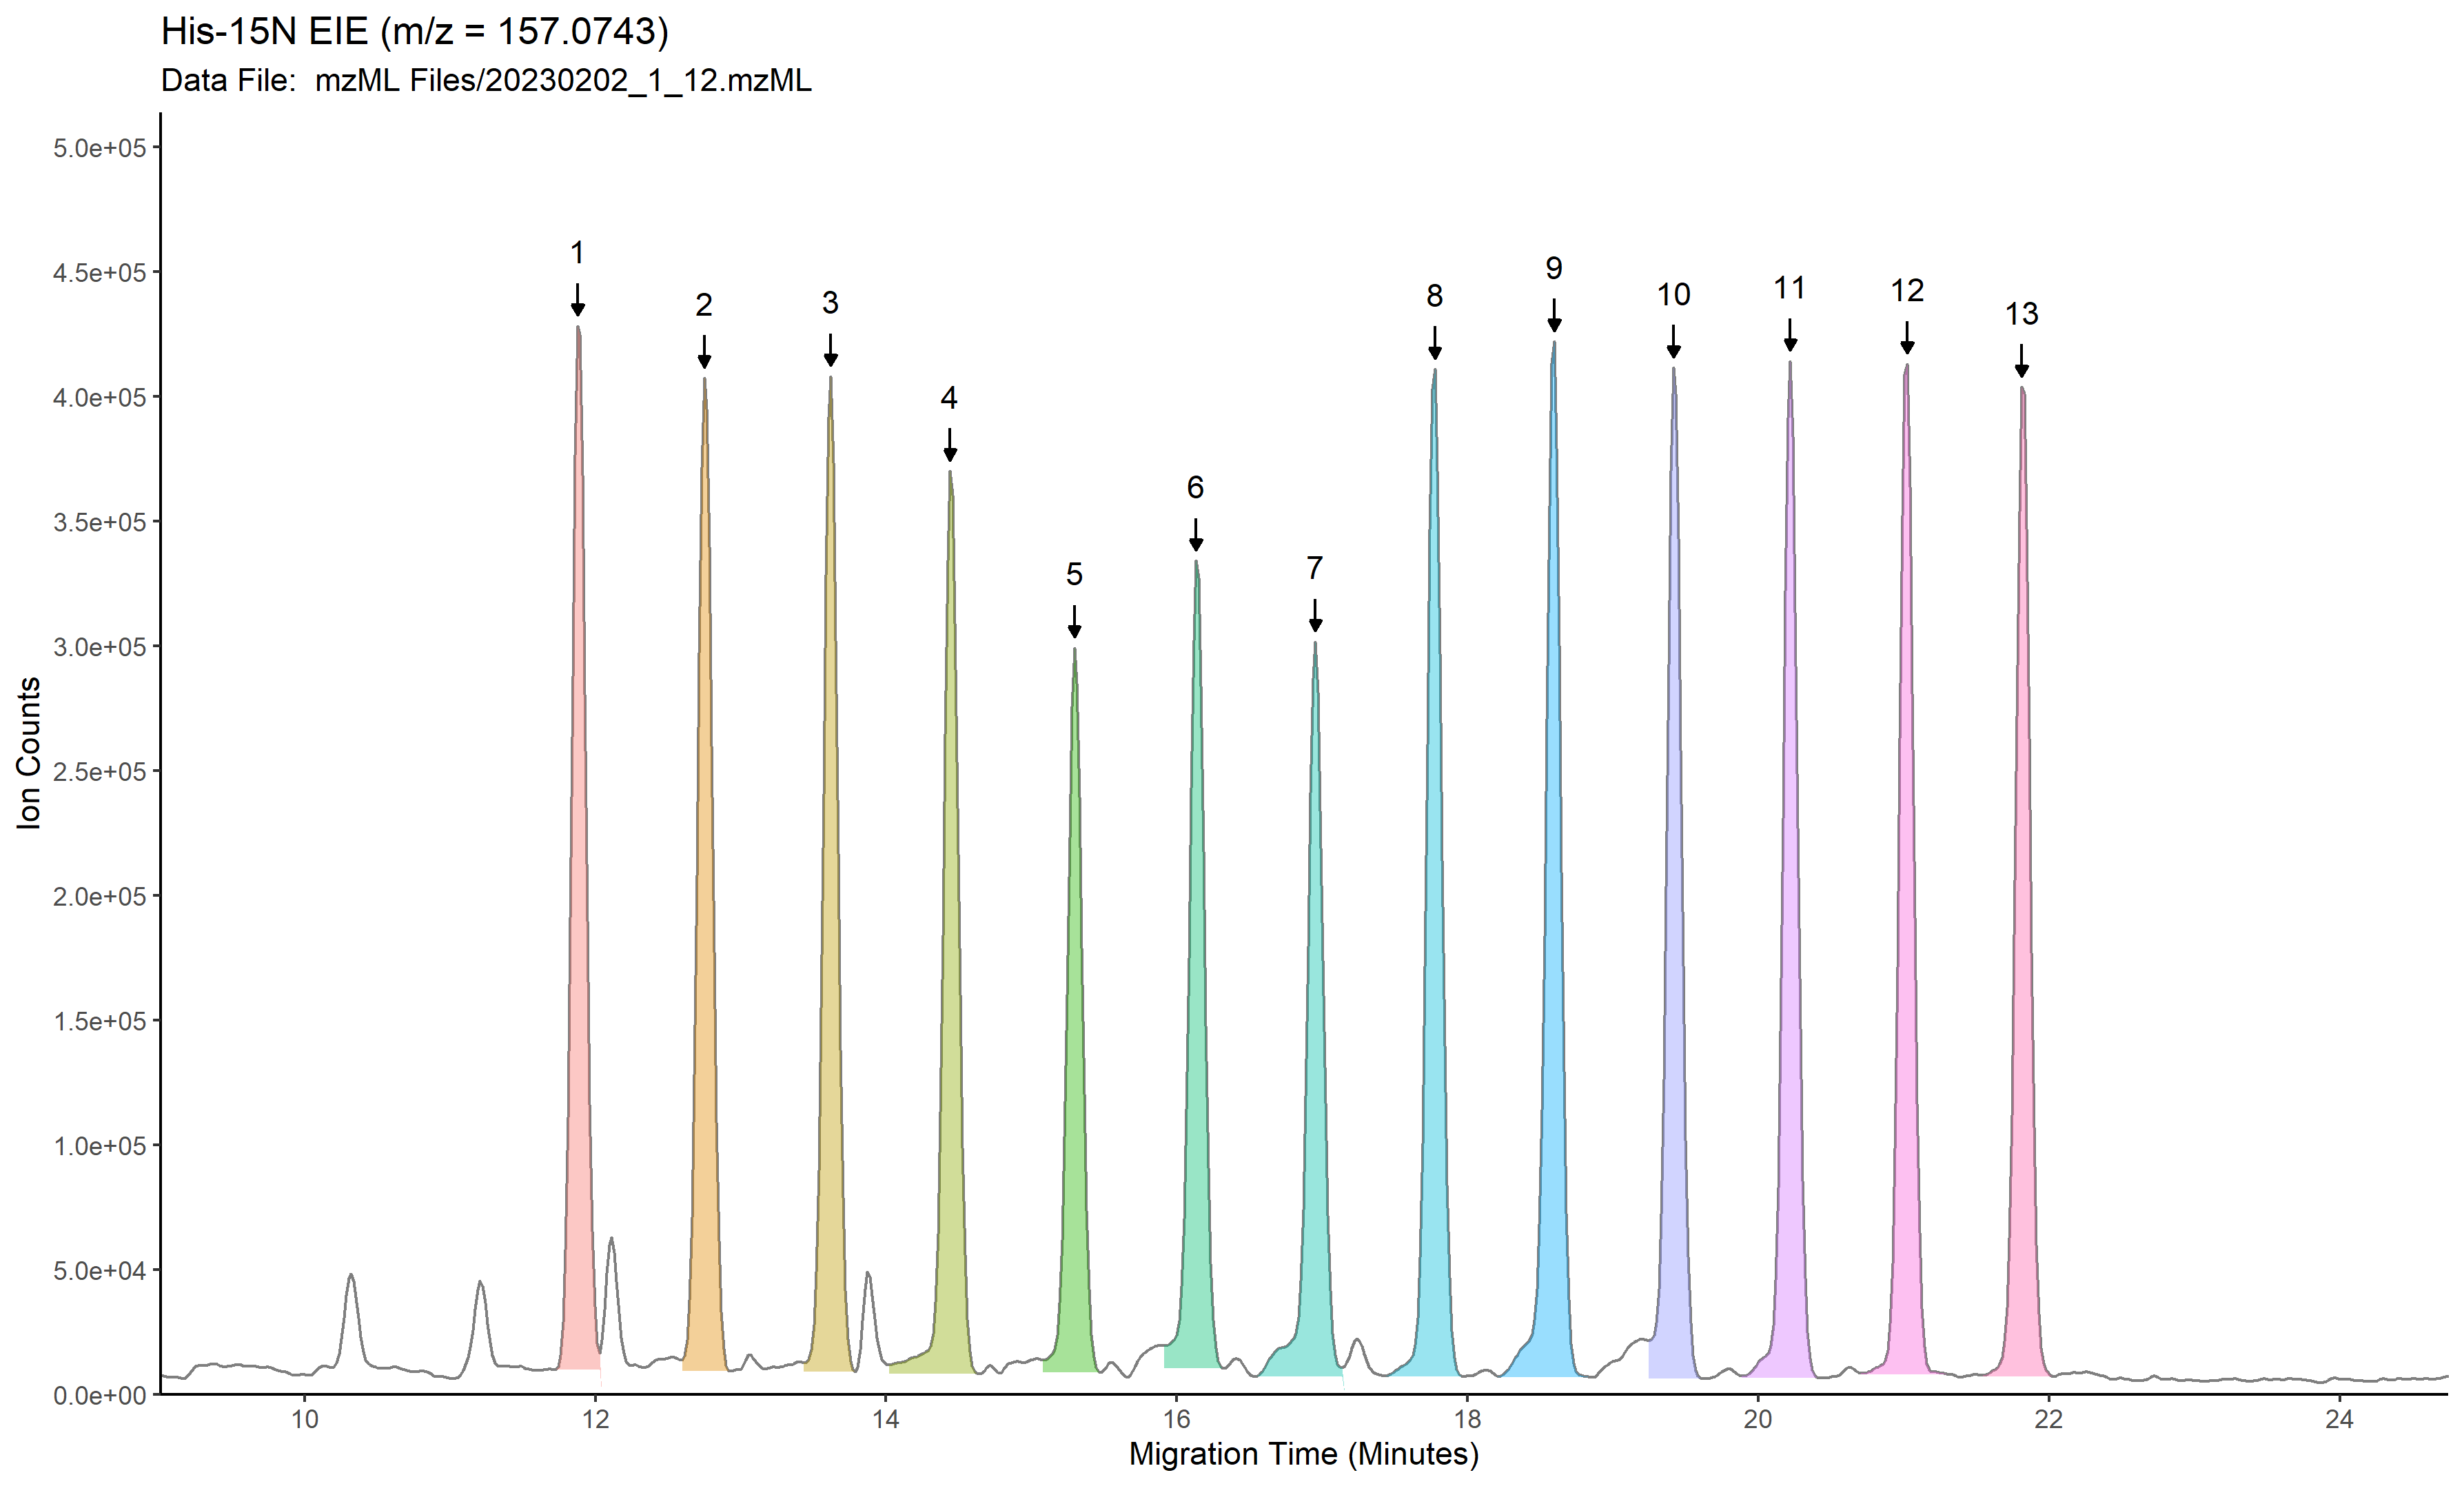 His-15N EIE (m/z = 157.0743)
Data File:  mzML Files/20230202_1_12.mzML
5.0e+05
4.5e+05
4.0e+05
3.5e+05
3.0e+05
2.5e+05
2.0e+05
1.5e+05
1.0e+05
5.0e+04
0.0e+00
Ion Counts
1
2
3
4
5
6
7
8
9
10
11
12
13
10 12 14 16 18 20 22 24
Migration Time (Minutes)